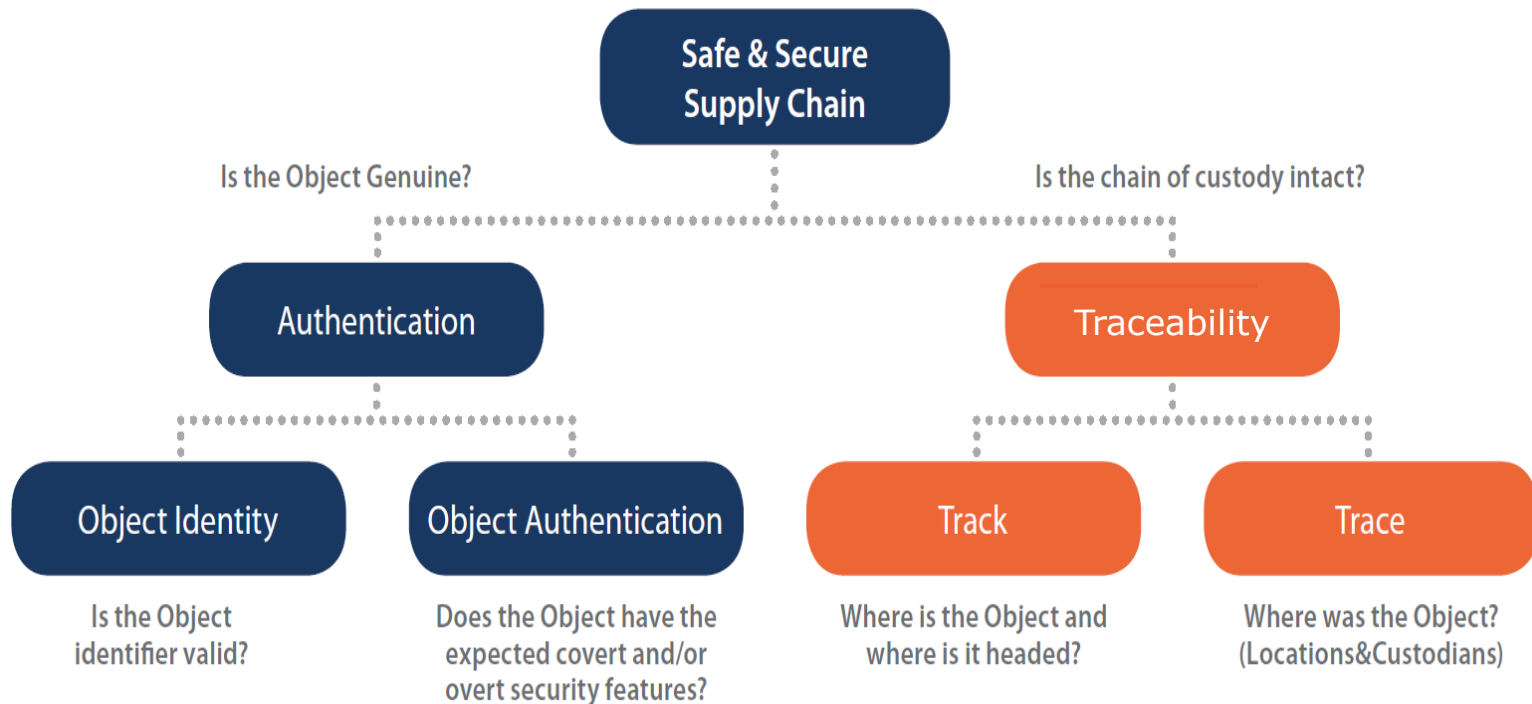 Safe & Secure
Supply Chain
Is the Object Genuine?
Is the chain of custody intact?
Authentication
Traceability
Object Identity
Object Authentication
Track
Trace
Is the Object
identifier valid?
Does the Object have the
expected covert and/or
overt security features?
Where is the Object and
where is it headed?
Where was the Object?
(Locations&Custodians)